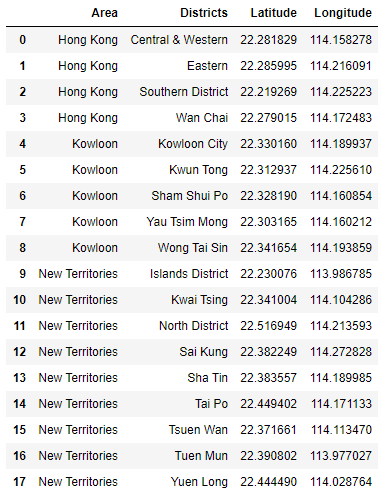 Area Districts Latitude Longitude
0 Hong Kong Central & Western 22.281829 114.158278
1 Hong Kong Eastern 22.285995 114.216091
2 Hong Kong Southern District 22.219269 114.225223
3 Hong Kong Wan Chai 22.279015 114.172483
4 Kowloon Kowloon City 22.330160 114.189937
5 Kowloon Kwun Tong 22.312937 114.225610
6 Kowloon Sham Shui Po 22.328190 114.160854
7 Kowloon Yau Tsim Mong 22.303165 114.160212
8 Kowloon Wong Tai Sin 22.341654 114.193859
9 New Territories Islands District 22.230076 113.986785
10 New Territories Kwai Tsing 22.341004 114.104286
11 New Territories North District 22.516949 114.213593
12 New Territories Sai Kung 22.382249 114.272828
13 New Territories Sha Tin 22.383557 114.189985
14 New Territories Tai Po 22.449402 114.171133
15 New Territories Tsuen Wan 22.371661 114.113470
16 New Territories Tuen Mun 22.390802 113.977027
17 New Territories Yuen Long 22.444490 114.028764